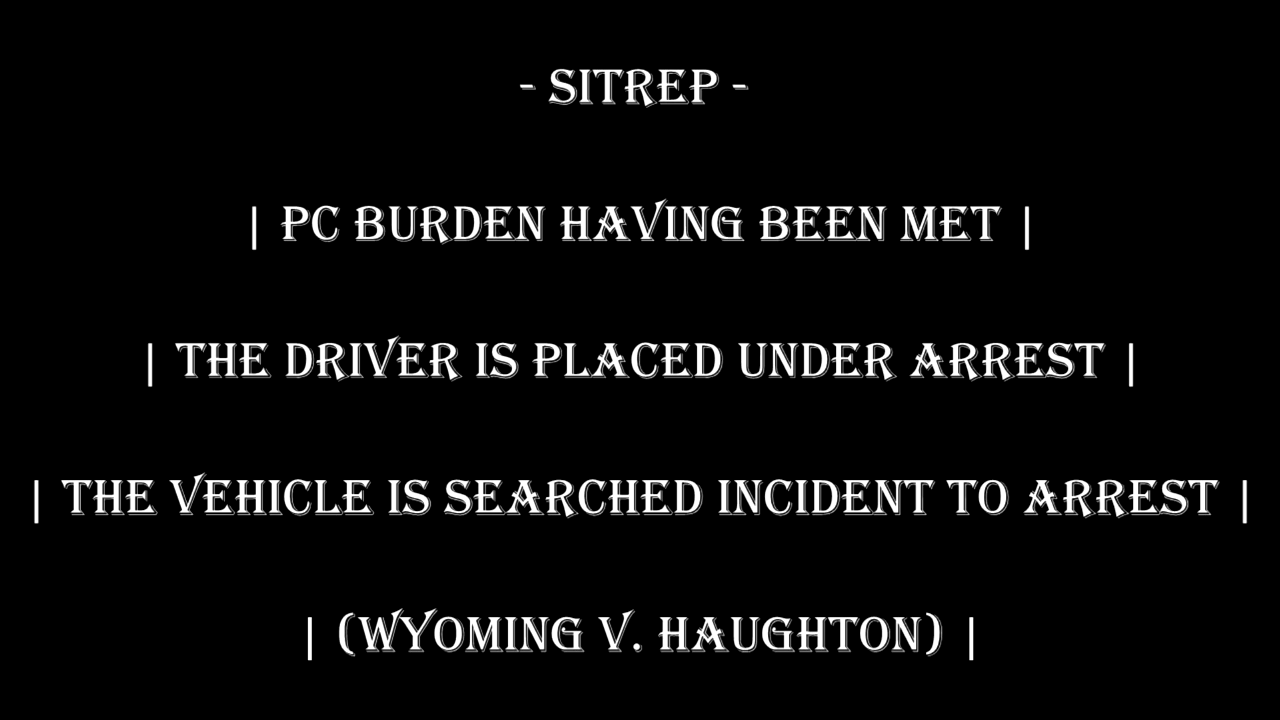 - SITREP -
| PC BURDEN HAVING BEEN MET |
| THE DRIVER IS PLACED UNDER ARREST |
| THE VEHICLE IS SEARCHED INCIDENT TO ARREST |
| (WYOMING V. HAUGHTON) |